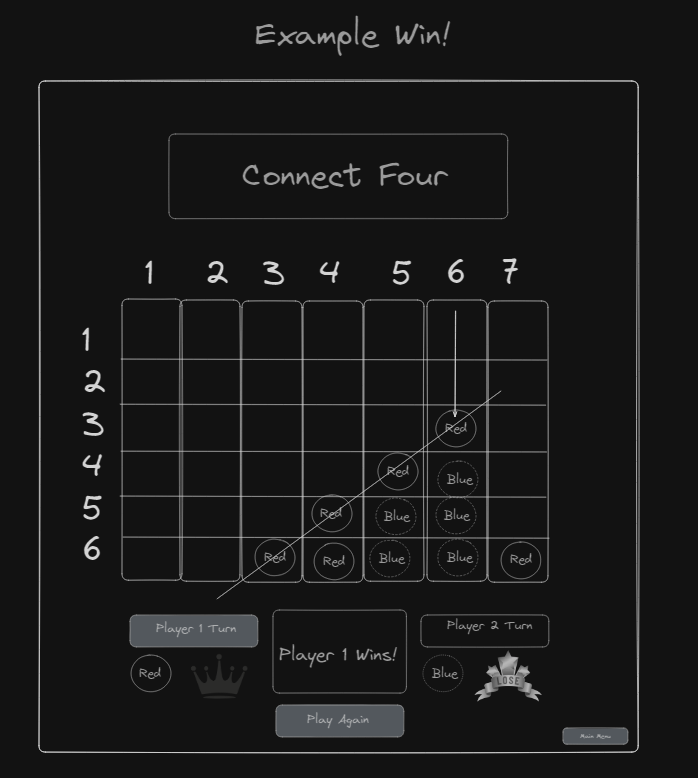 Example Win!
Connect Four
1 2 3 4 5 6 7
1
2
3 Red
4 Red Blue
5 Red Blue Blue
6 Red Red Blue Blue Red
Player 1 Turn
Player 1 Wins!
Player 2 Turn
Red
Blue
LOSE
Play Again
Main Menu